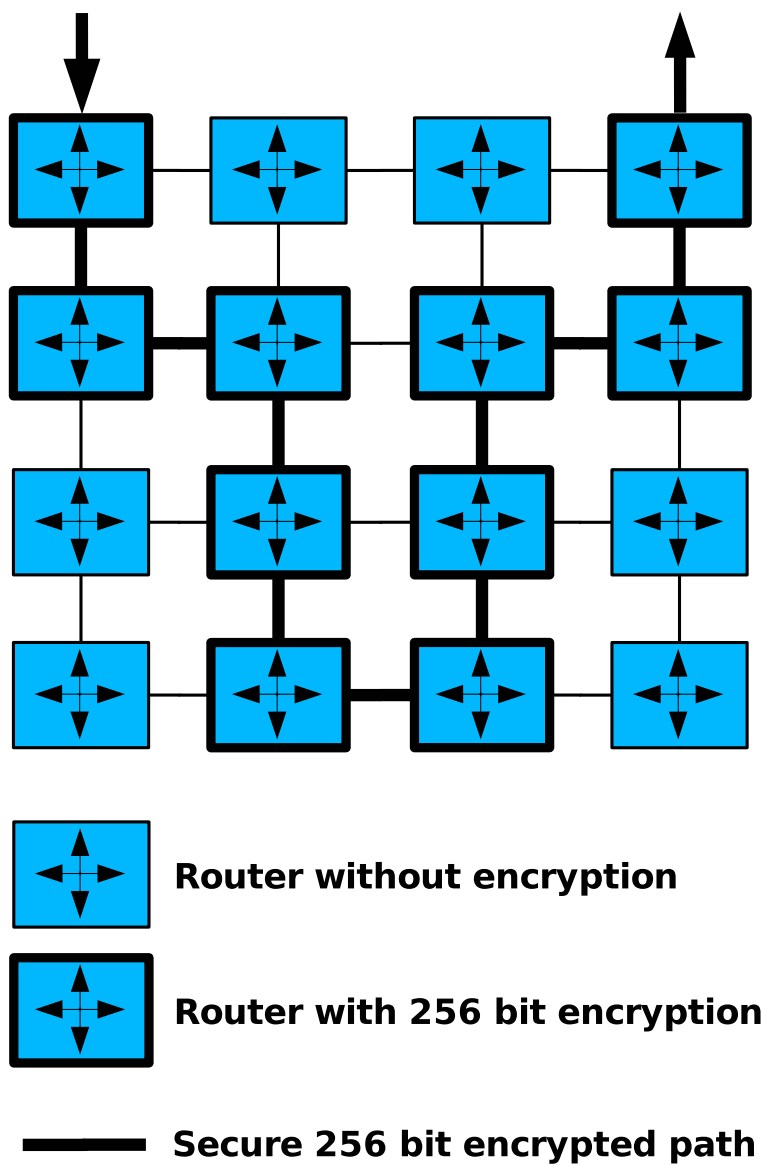 Router without encryption
Router with 256 bit encryption
Secure 256 bit encrypted path